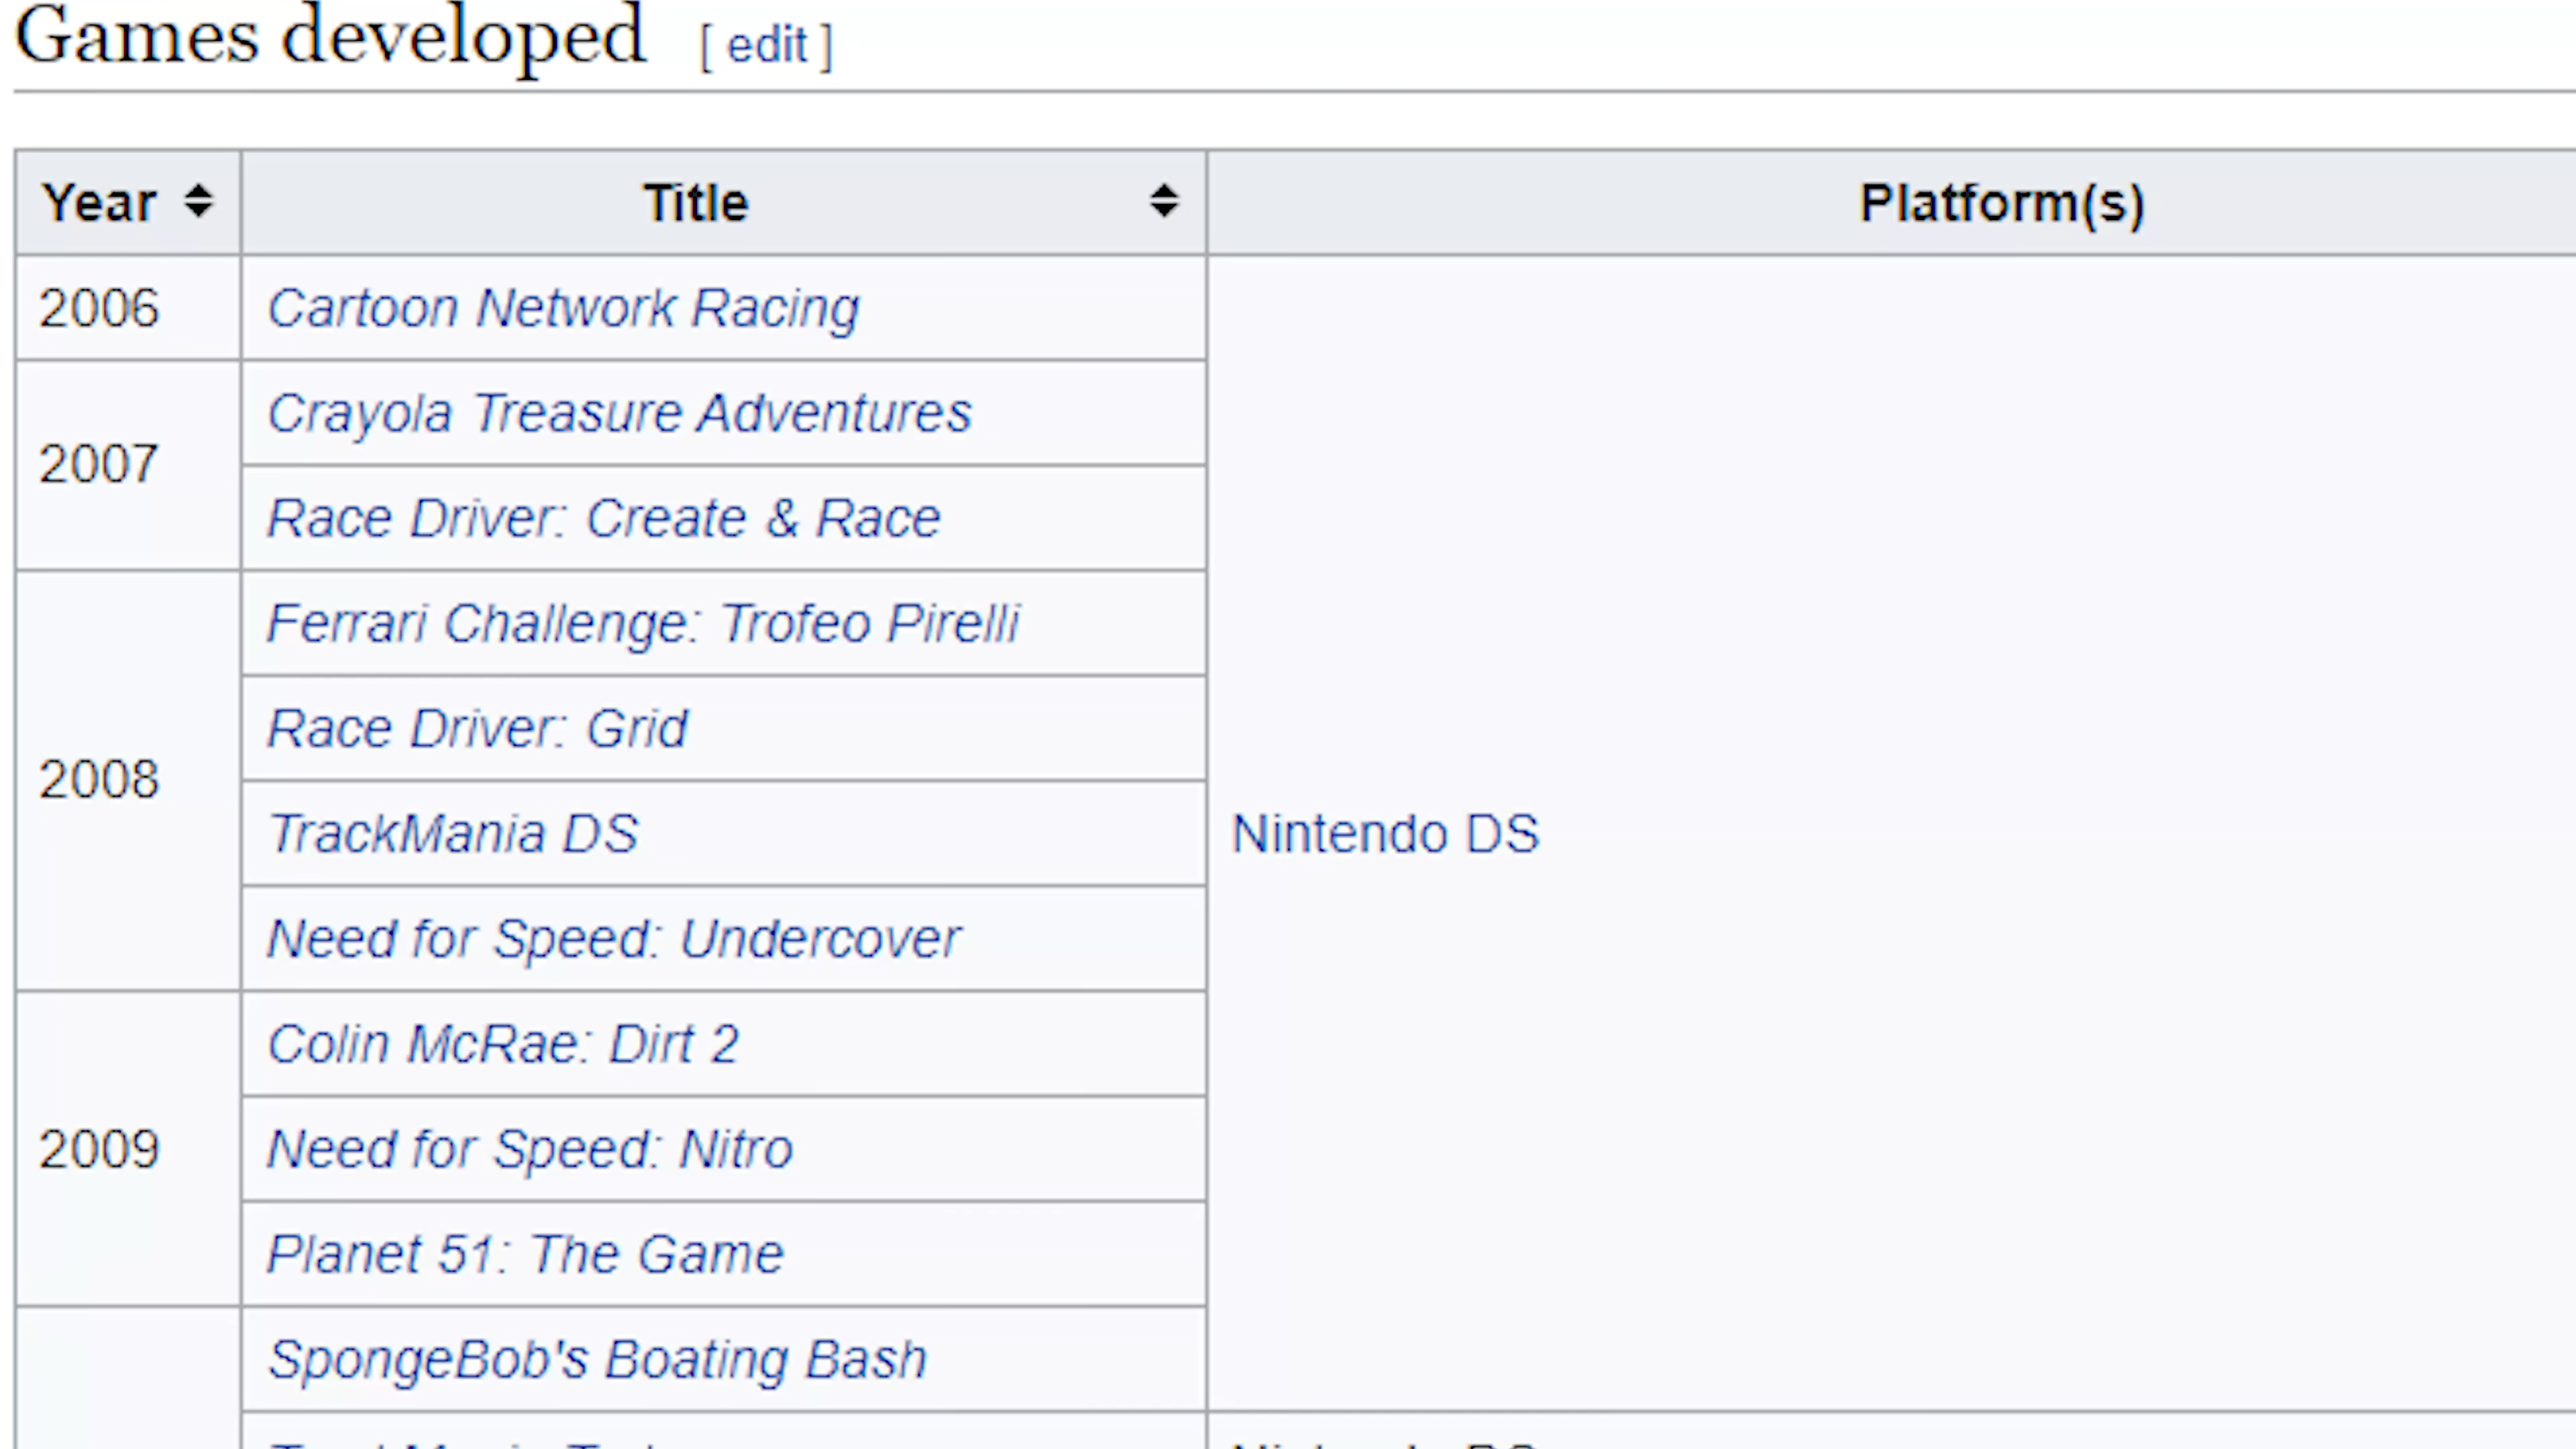 Games developed [ edit ]
Year Title Platform(s)
2006 Cartoon Network Racing
2007 Crayola Treasure Adventures
Race Driver: Create & Race
2008 Ferrari Challenge: Trofeo Pirelli
Race Driver: Grid
TrackMania DS
Need for Speed: Undercover
2009 Colin McRae: Dirt 2
Need for Speed: Nitro
Planet 51: The Game
SpongeBob's Boating Bash
Nintendo DS